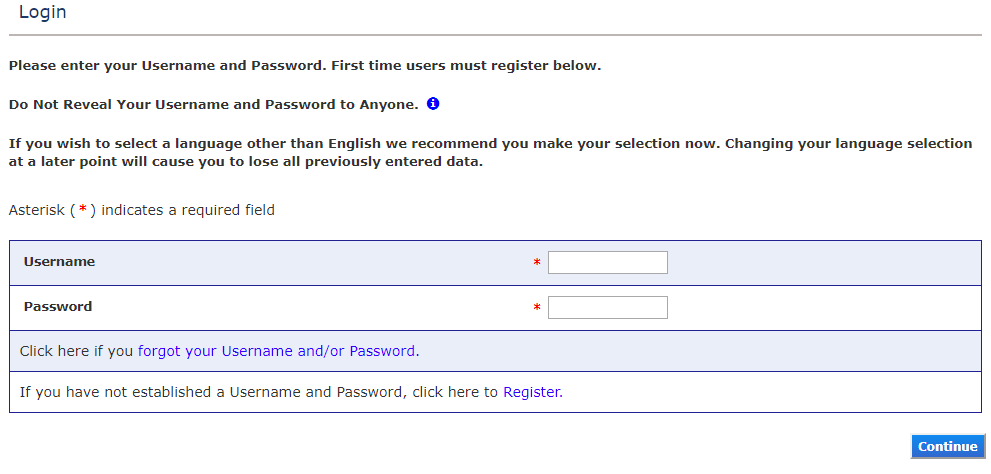 Login
Please enter your Username and Password. First time users must register below.
Do Not Reveal Your Username and Password to Anyone.
If you wish to select a language other than English we recommend you make your selection now. Changing your language selection
at a later point will cause you to lose all previously entered data.
Asterisk ( * ) indicates a required field
Username *
Password *
Click here if you forgot your Username and/or Password.
If you have not established a Username and Password, click here to Register.
Continue